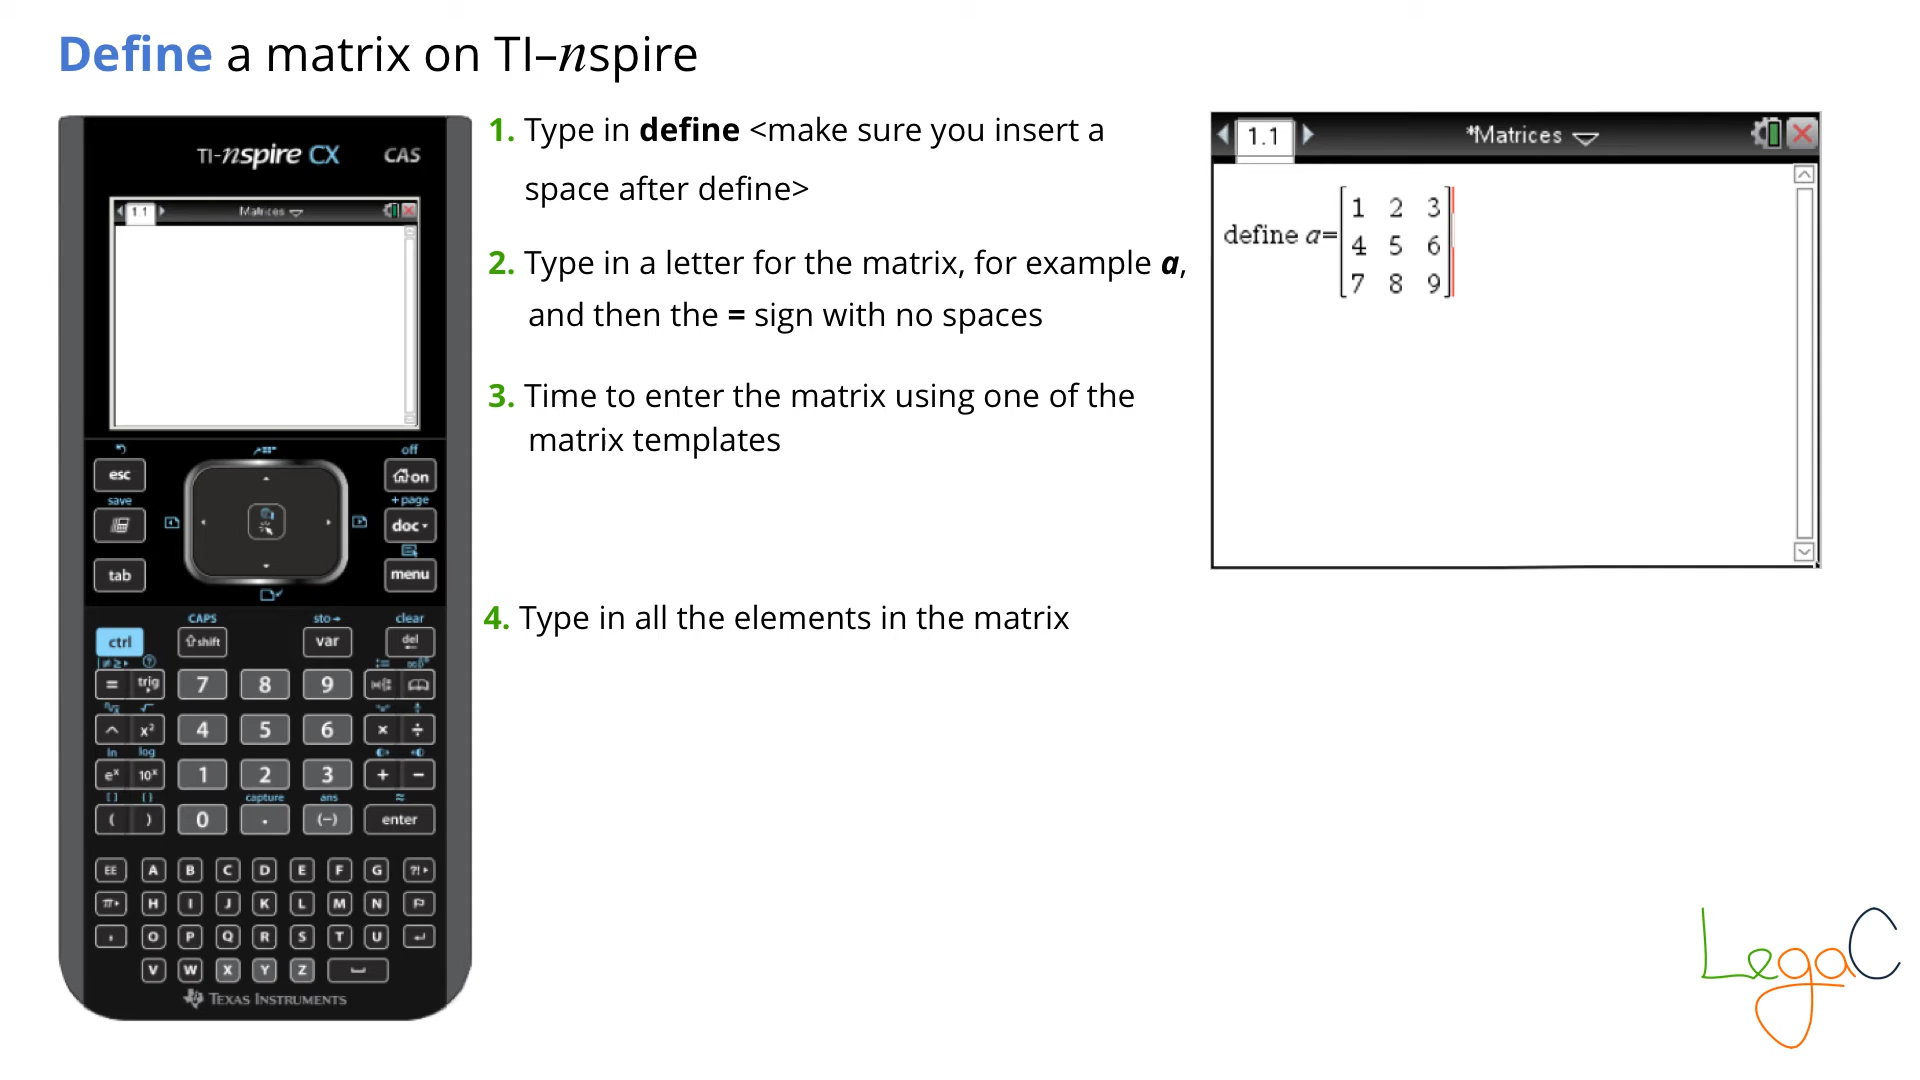 Define a matrix on TI–nspire
TI-nspire CX CAS
1.1 Matrices
esc
off
on
save
+ page
doc
tab
menu
CAPS
sto→
clear
ctrl
shift
var
del
= trig 7 8 9
^ x² 4 5 6 × ÷
ln log
eˣ 10ˣ 1 2 3 + −
[ ] { } capture ans ≈
( ) 0 . (−) enter
EE A B C D E F G ?!▸
π▸ H I J K L M N
, O P Q R S T U
V W X Y Z
TEXAS INSTRUMENTS
1. Type in define <make sure you insert a
space after define>
2. Type in a letter for the matrix, for example a,
and then the = sign with no spaces
3. Time to enter the matrix using one of the
matrix templates
4. Type in all the elements in the matrix
1.1 *Matrices
define a=
1 2 3
4 5 6
7 8 9
LegaC